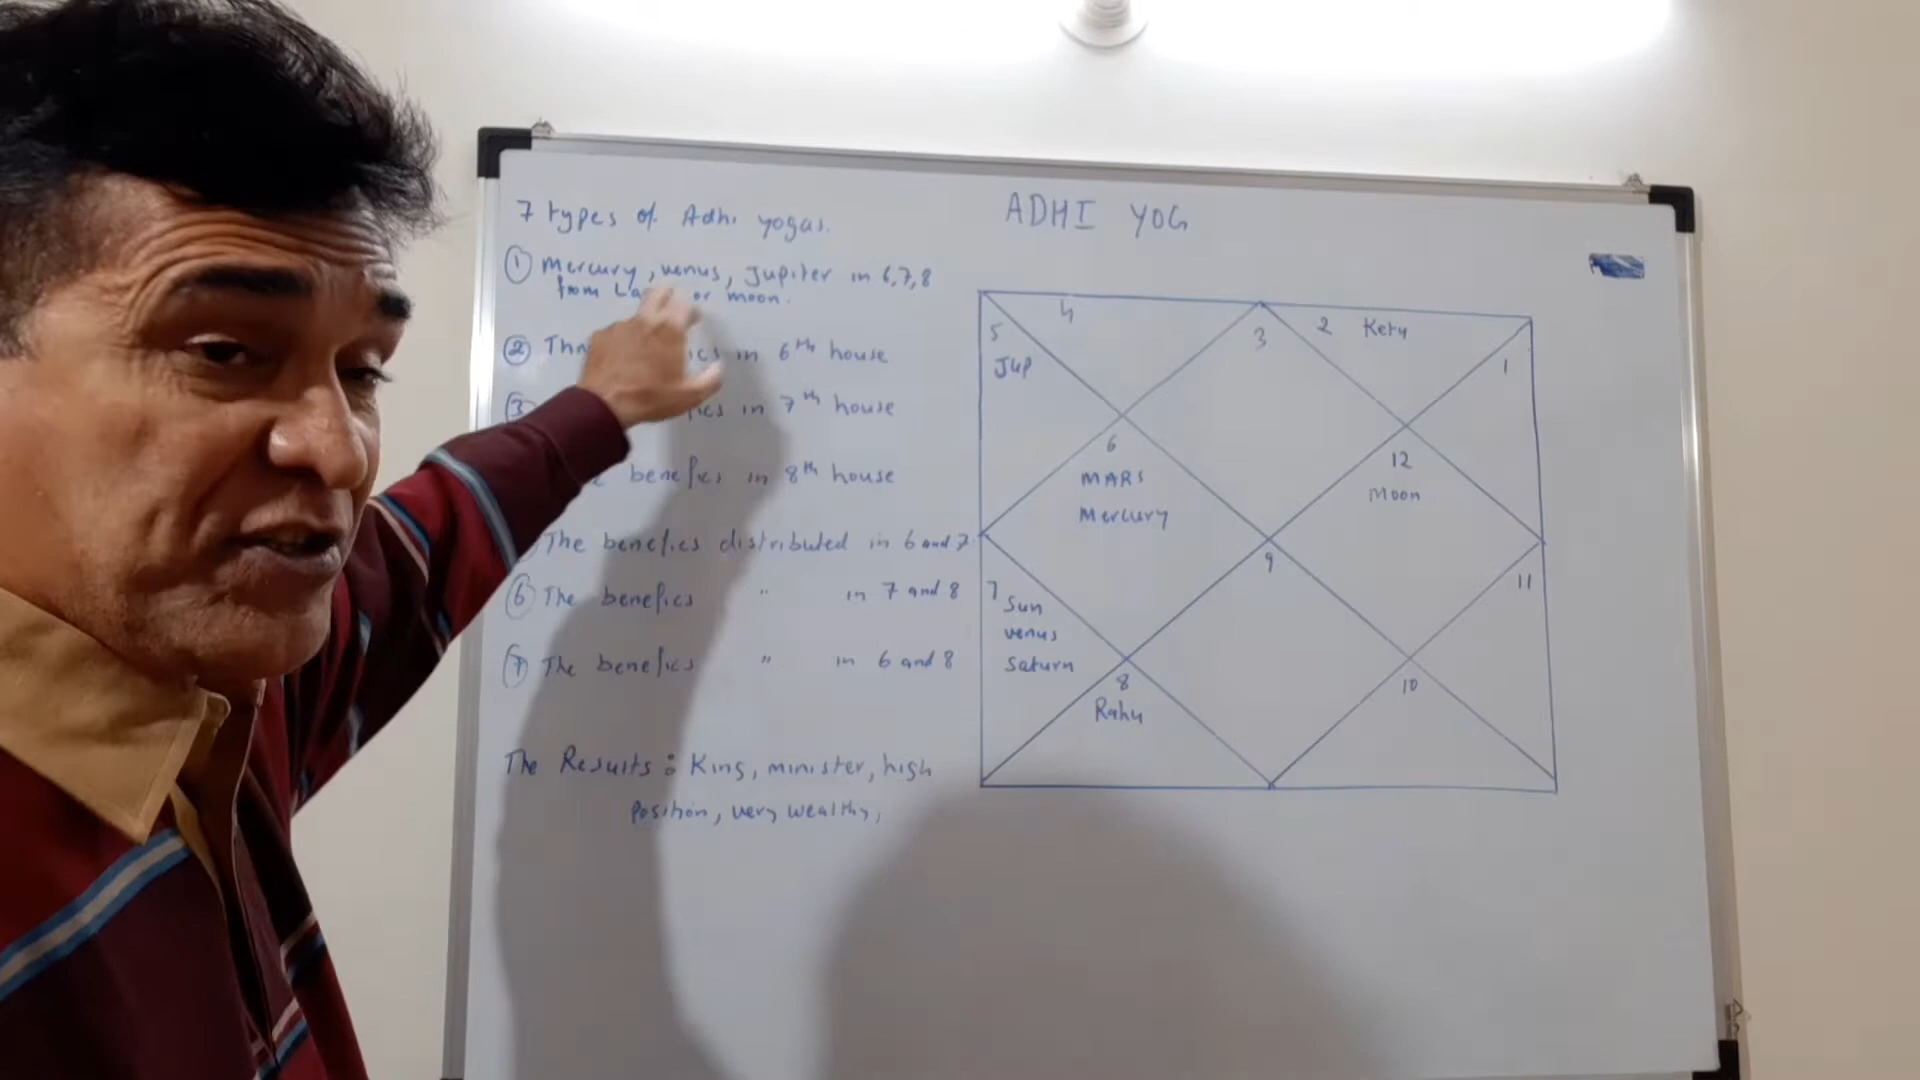 7 types of Adhi yogas.
① Mercury, venus, Jupiter in 6,7,8
from or moon.
② in 6th house
③ in 7th house
benefics in 8th house
The benefics distributed in 6 and 7.
⑥ The benefics " in 7 and 8
⑦ The benefics " in 6 and 8
The Results : King, minister, high
Position, very wealthy,
ADHI YOG
4
5
Jup
3
2 Ketu
1
6
MARS
Mercury
12
Moon
9
7
Sun
venus
Saturn
11
8
Rahu
10